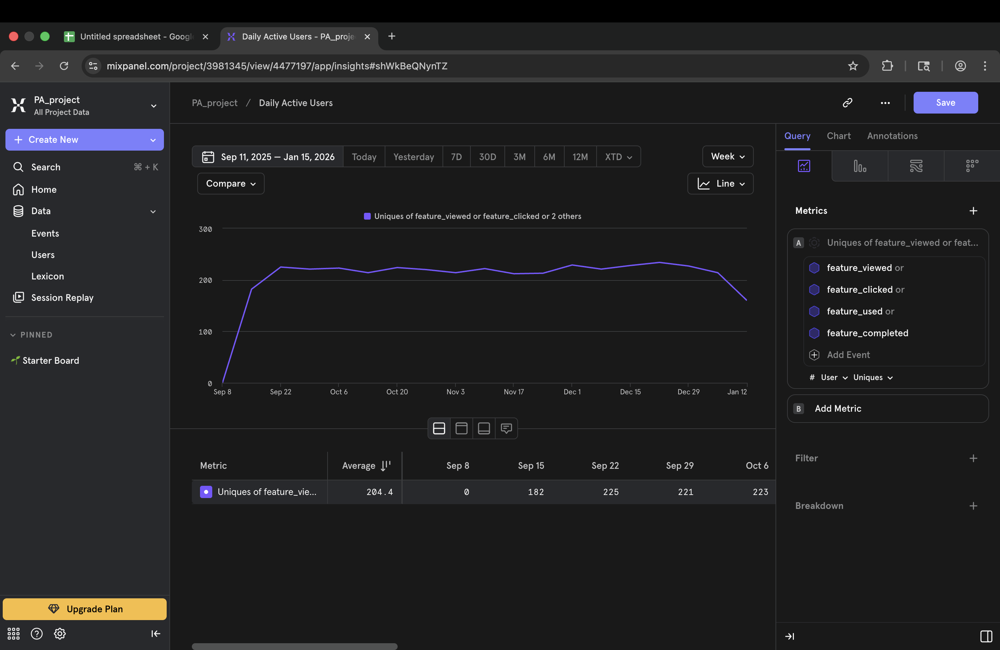 Untitled spreadsheet - Google
Daily Active Users - PA_proje
mixpanel.com/project/3981345/view/4477197/app/insights#shWkBeQNynTZ
PA_project
All Project Data
Create New
Search ⌘ + K
Home
Data
Events
Users
Lexicon
Session Replay
PINNED
Starter Board
Upgrade Plan
PA_project / Daily Active Users
Save
Sep 11, 2025 — Jan 15, 2026 Today Yesterday 7D 30D 3M 6M 12M XTD Week
Compare Line
Uniques of feature_viewed or feature_clicked or 2 others
300
200
100
0
Sep 8 Sep 22 Oct 6 Oct 20 Nov 3 Nov 17 Dec 1 Dec 15 Dec 29 Jan 12
Metric Average Sep 8 Sep 15 Sep 22 Sep 29 Oct 6
Uniques of feature_vie... 204.4 0 182 225 221 223
Query Chart Annotations
Metrics
A Uniques of feature_viewed or feat...
feature_viewed or
feature_clicked or
feature_used or
feature_completed
Add Event
# User Uniques
B Add Metric
Filter
Breakdown